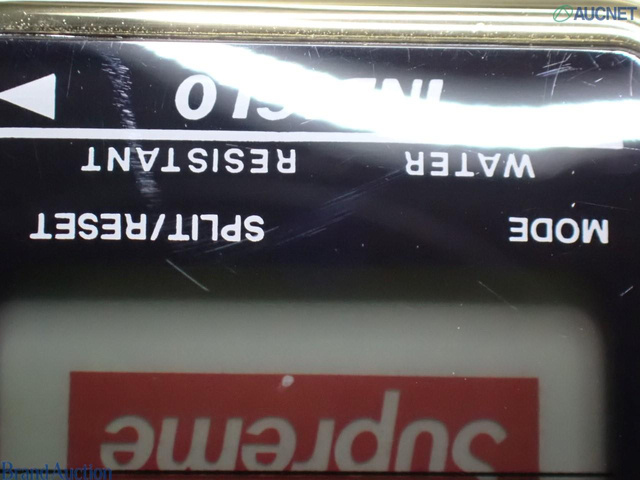 AUCNET
Supreme
MODE SPLIT/RESET
WATER RESISTANT
Brand Auction